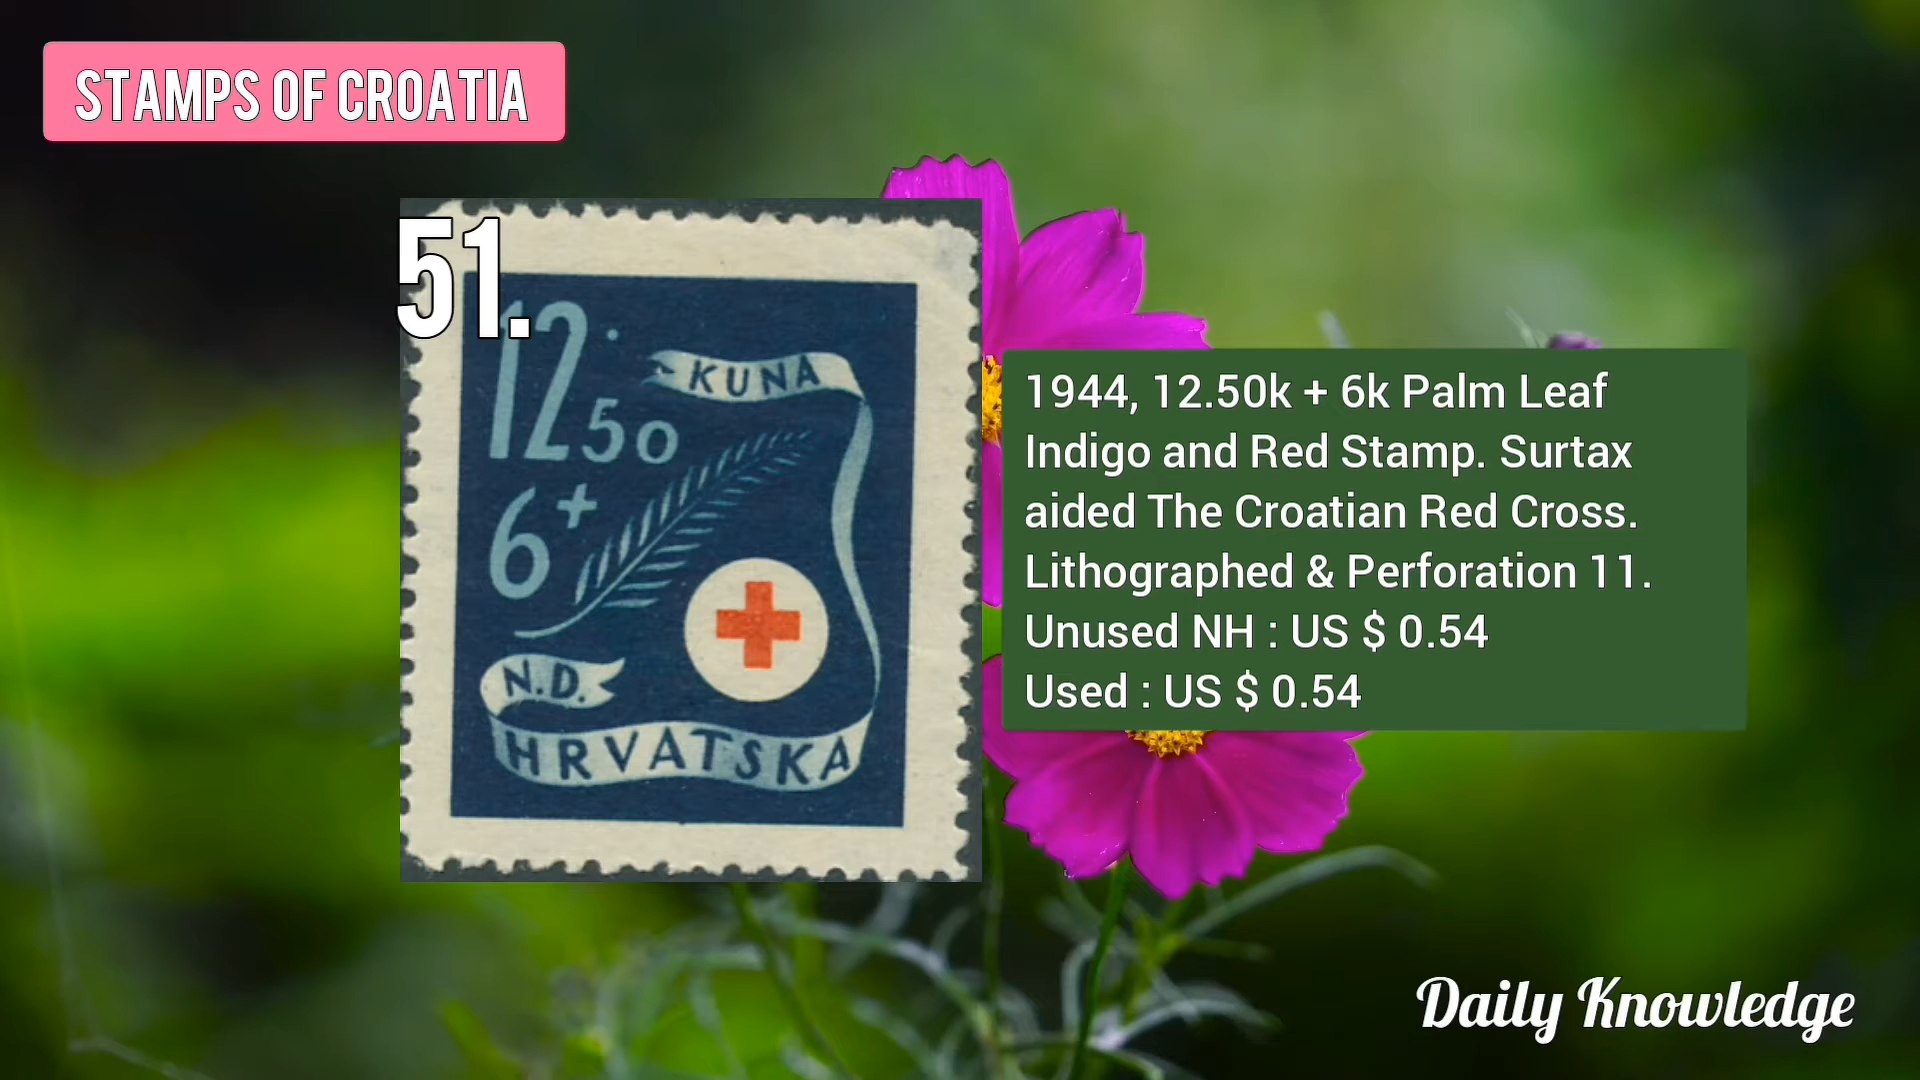 STAMPS OF CROATIA
51.
12.50
KUNA
6+
N.D.
HRVATSKA
1944, 12.50k + 6k Palm Leaf
Indigo and Red Stamp. Surtax
aided The Croatian Red Cross.
Lithographed & Perforation 11.
Unused NH : US $ 0.54
Used : US $ 0.54
Daily Knowledge